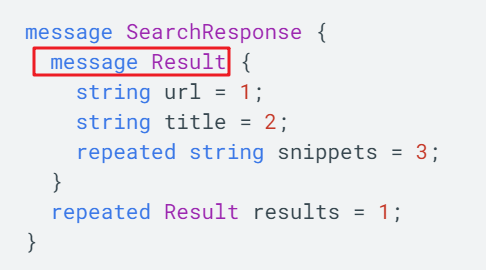 message SearchResponse {
message Result {
string url = 1;
string title = 2;
repeated string snippets = 3;
}
repeated Result results = 1;
}